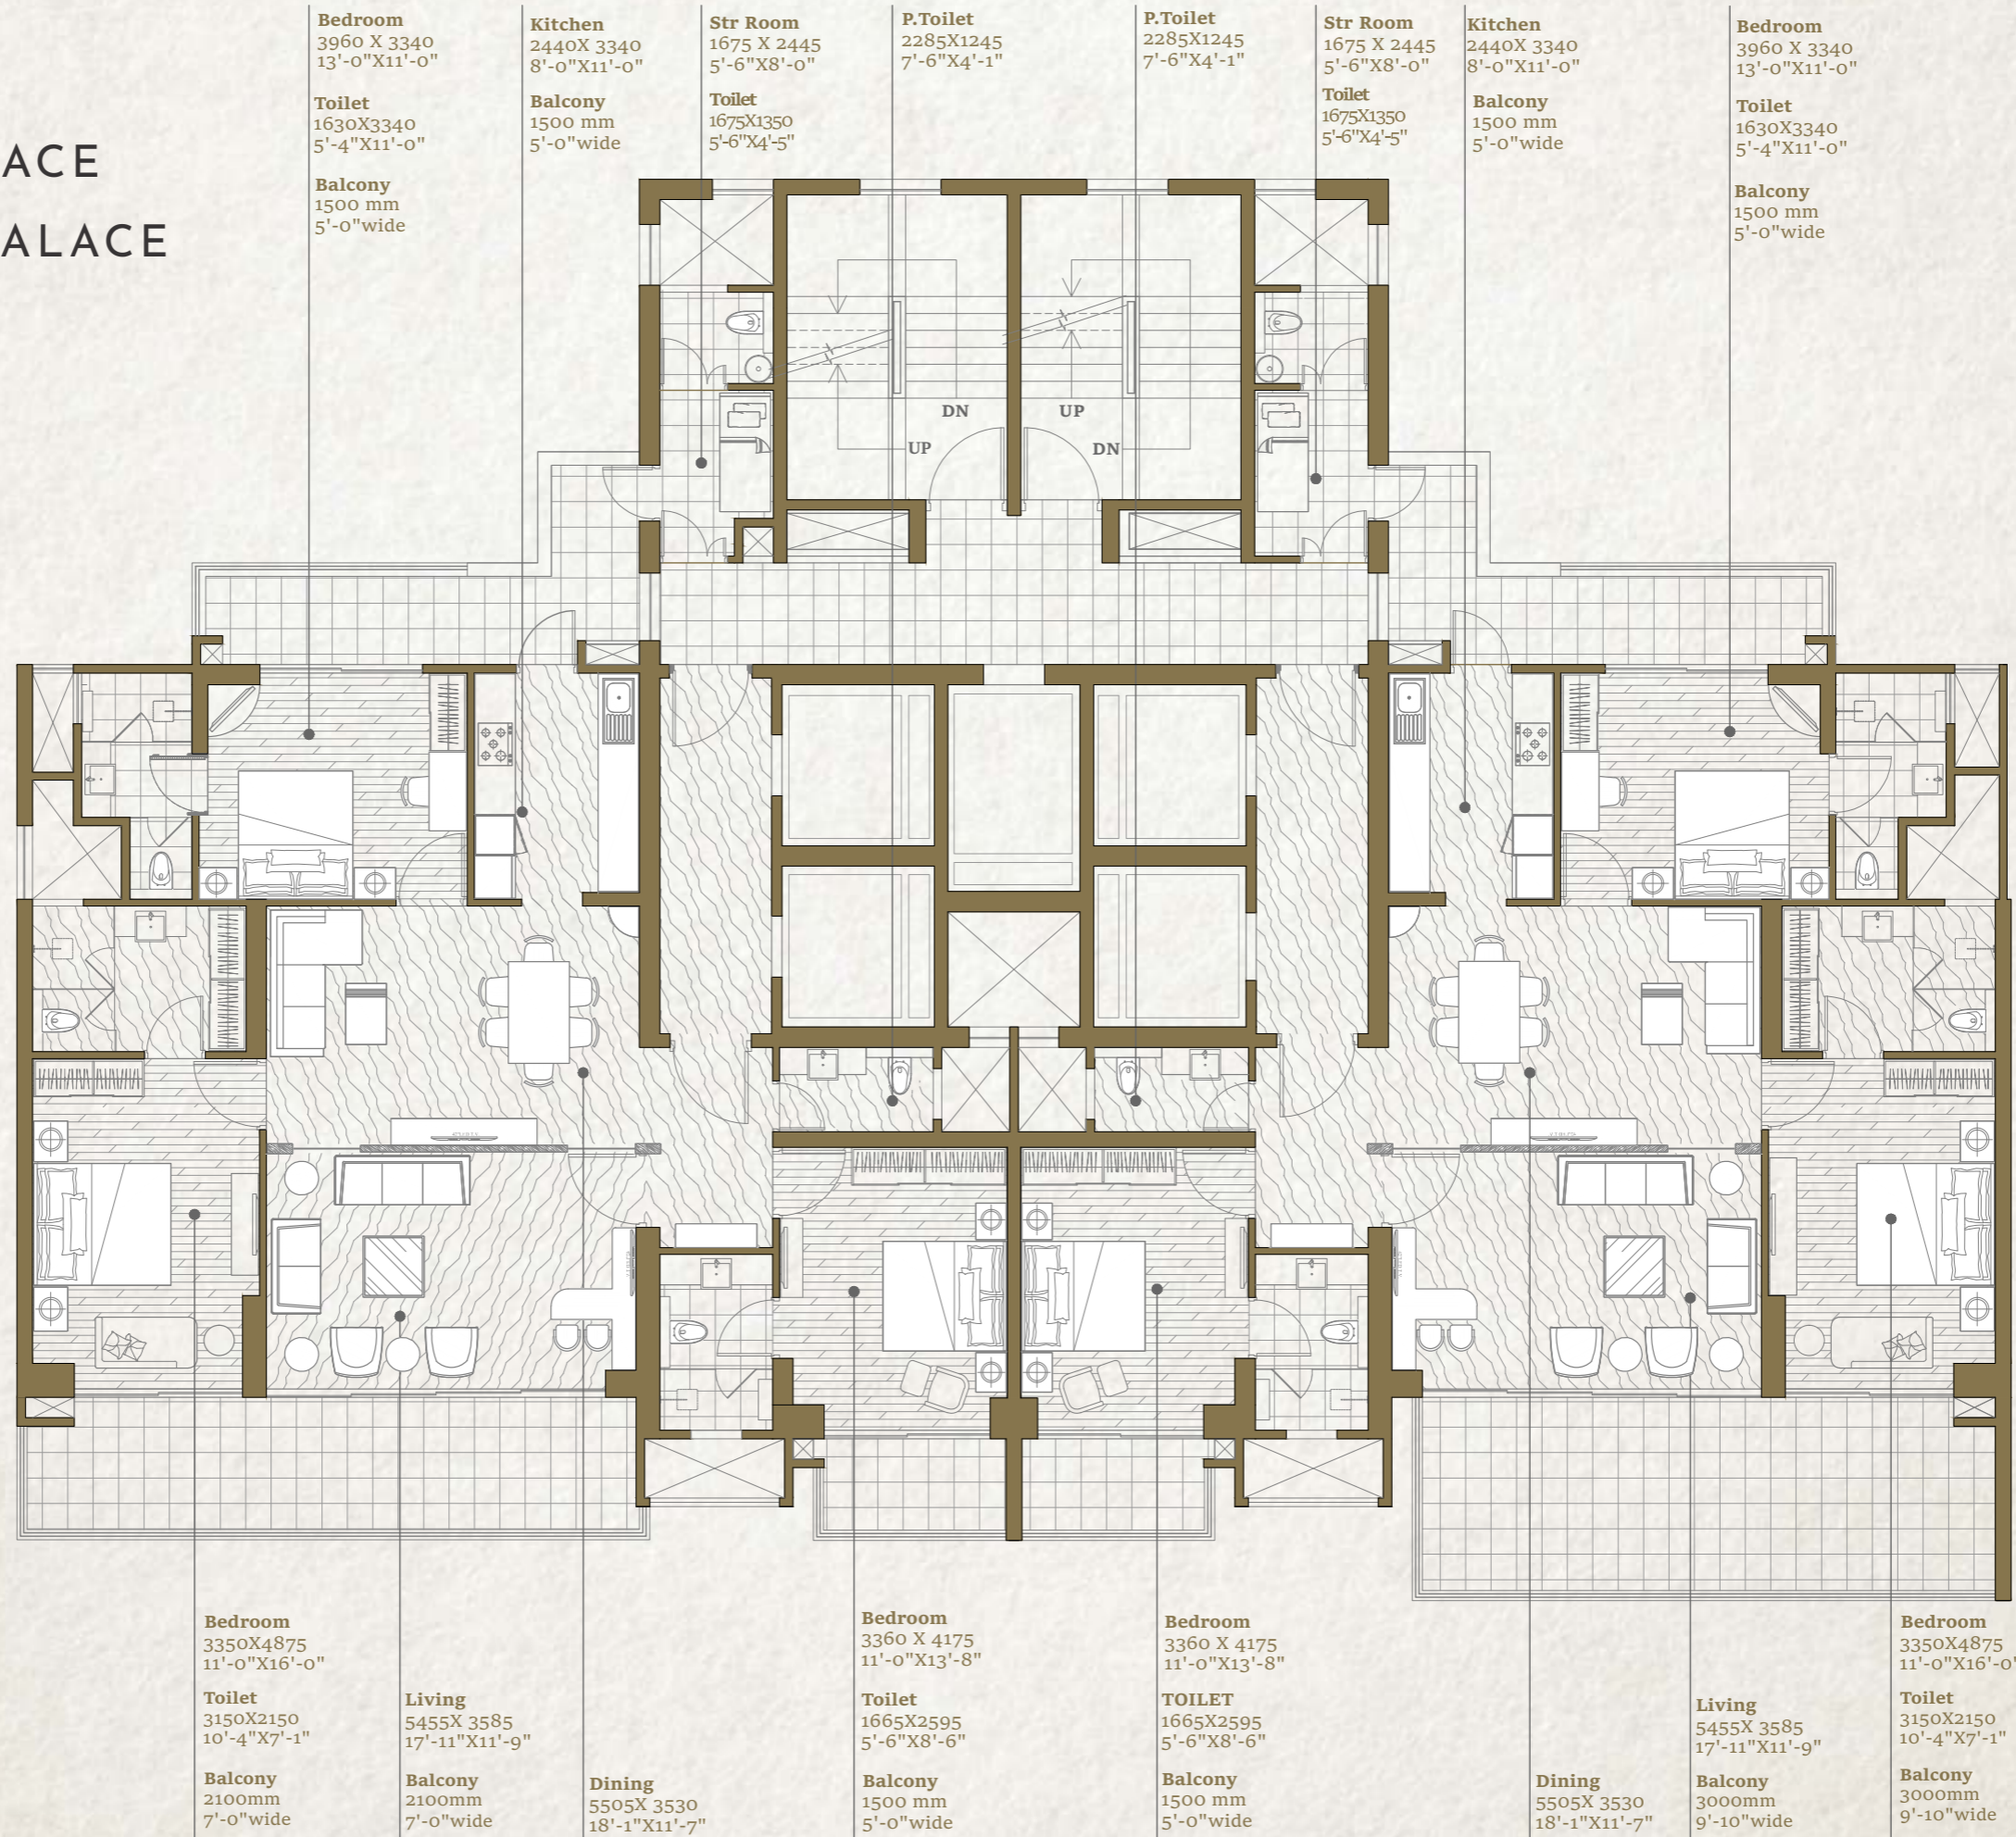 ACE
ALACE
Bedroom
3960 X 3340
13'-0"X11'-0"
Toilet
1630X3340
5'-4"X11'-0"
Balcony
1500 mm
5'-0"wide
Kitchen
2440X 3340
8'-0"X11'-0"
Balcony
1500 mm
5'-0"wide
Str Room
1675 X 2445
5'-6"X8'-0"
Toilet
1675X1350
5'-6"X4'-5"
P.Toilet
2285X1245
7'-6"X4'-1"
P.Toilet
2285X1245
7'-6"X4'-1"
Str Room
1675 X 2445
5'-6"X8'-0"
Toilet
1675X1350
5'-6"X4'-5"
Kitchen
2440X 3340
8'-0"X11'-0"
Balcony
1500 mm
5'-0"wide
Bedroom
3960 X 3340
13'-0"X11'-0"
Toilet
1630X3340
5'-4"X11'-0"
Balcony
1500 mm
5'-0"wide
DN
UP
UP
DN
Bedroom
3350X4875
11'-0"X16'-0"
Toilet
3150X2150
10'-4"X7'-1"
Balcony
2100mm
7'-0"wide
Living
5455X 3585
17'-11"X11'-9"
Balcony
2100mm
7'-0"wide
Dining
5505X 3530
18'-1"X11'-7"
Bedroom
3360 X 4175
11'-0"X13'-8"
Toilet
1665X2595
5'-6"X8'-6"
Balcony
1500 mm
5'-0"wide
Bedroom
3360 X 4175
11'-0"X13'-8"
TOILET
1665X2595
5'-6"X8'-6"
Balcony
1500 mm
5'-0"wide
Dining
5505X 3530
18'-1"X11'-7"
Living
5455X 3585
17'-11"X11'-9"
Balcony
3000mm
9'-10"wide
Bedroom
3350X4875
11'-0"X16'-0"
Toilet
3150X2150
10'-4"X7'-1"
Balcony
3000mm
9'-10"wide